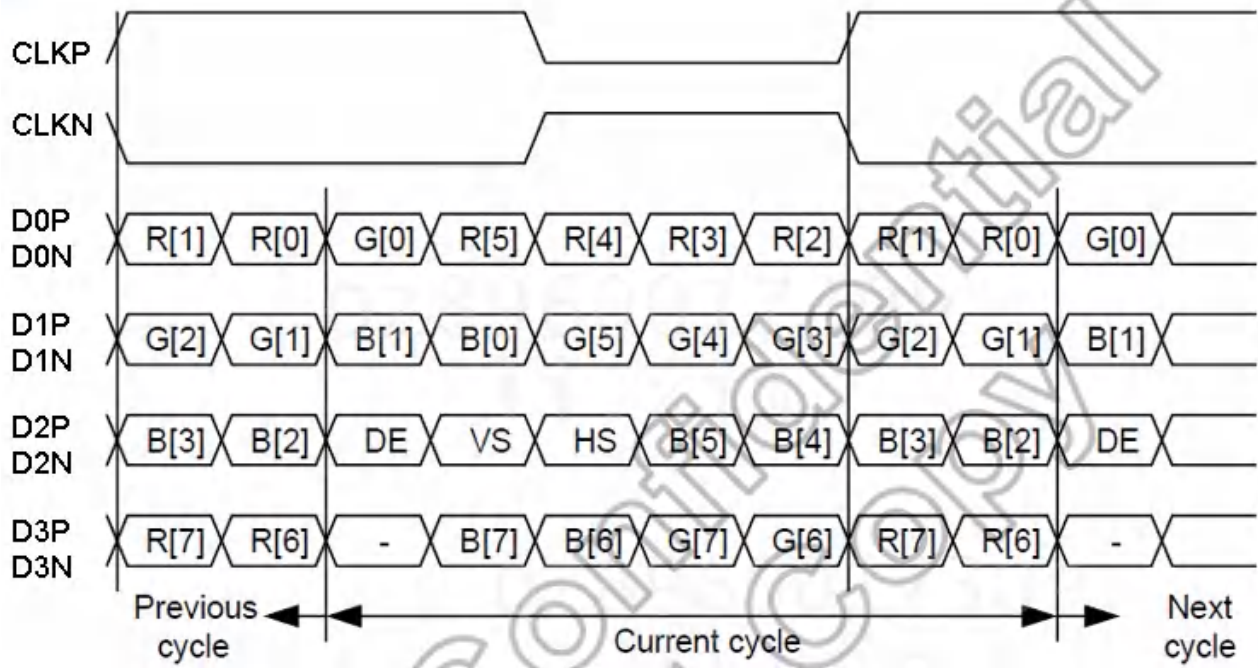 CLKP
CLKN
D0P R[1] R[0] G[0] R[5] R[4] R[3] R[2] R[1] R[0] G[0]
D0N
D1P G[2] G[1] B[1] B[0] G[5] G[4] G[3] G[2] G[1] B[1]
D1N
D2P B[3] B[2] DE VS HS B[5] B[4] B[3] B[2] DE
D2N
D3P R[7] R[6] - B[7] B[6] G[7] G[6] R[7] R[6] -
D3N
Previous cycle
Current cycle
Next cycle
Confidential
Copy